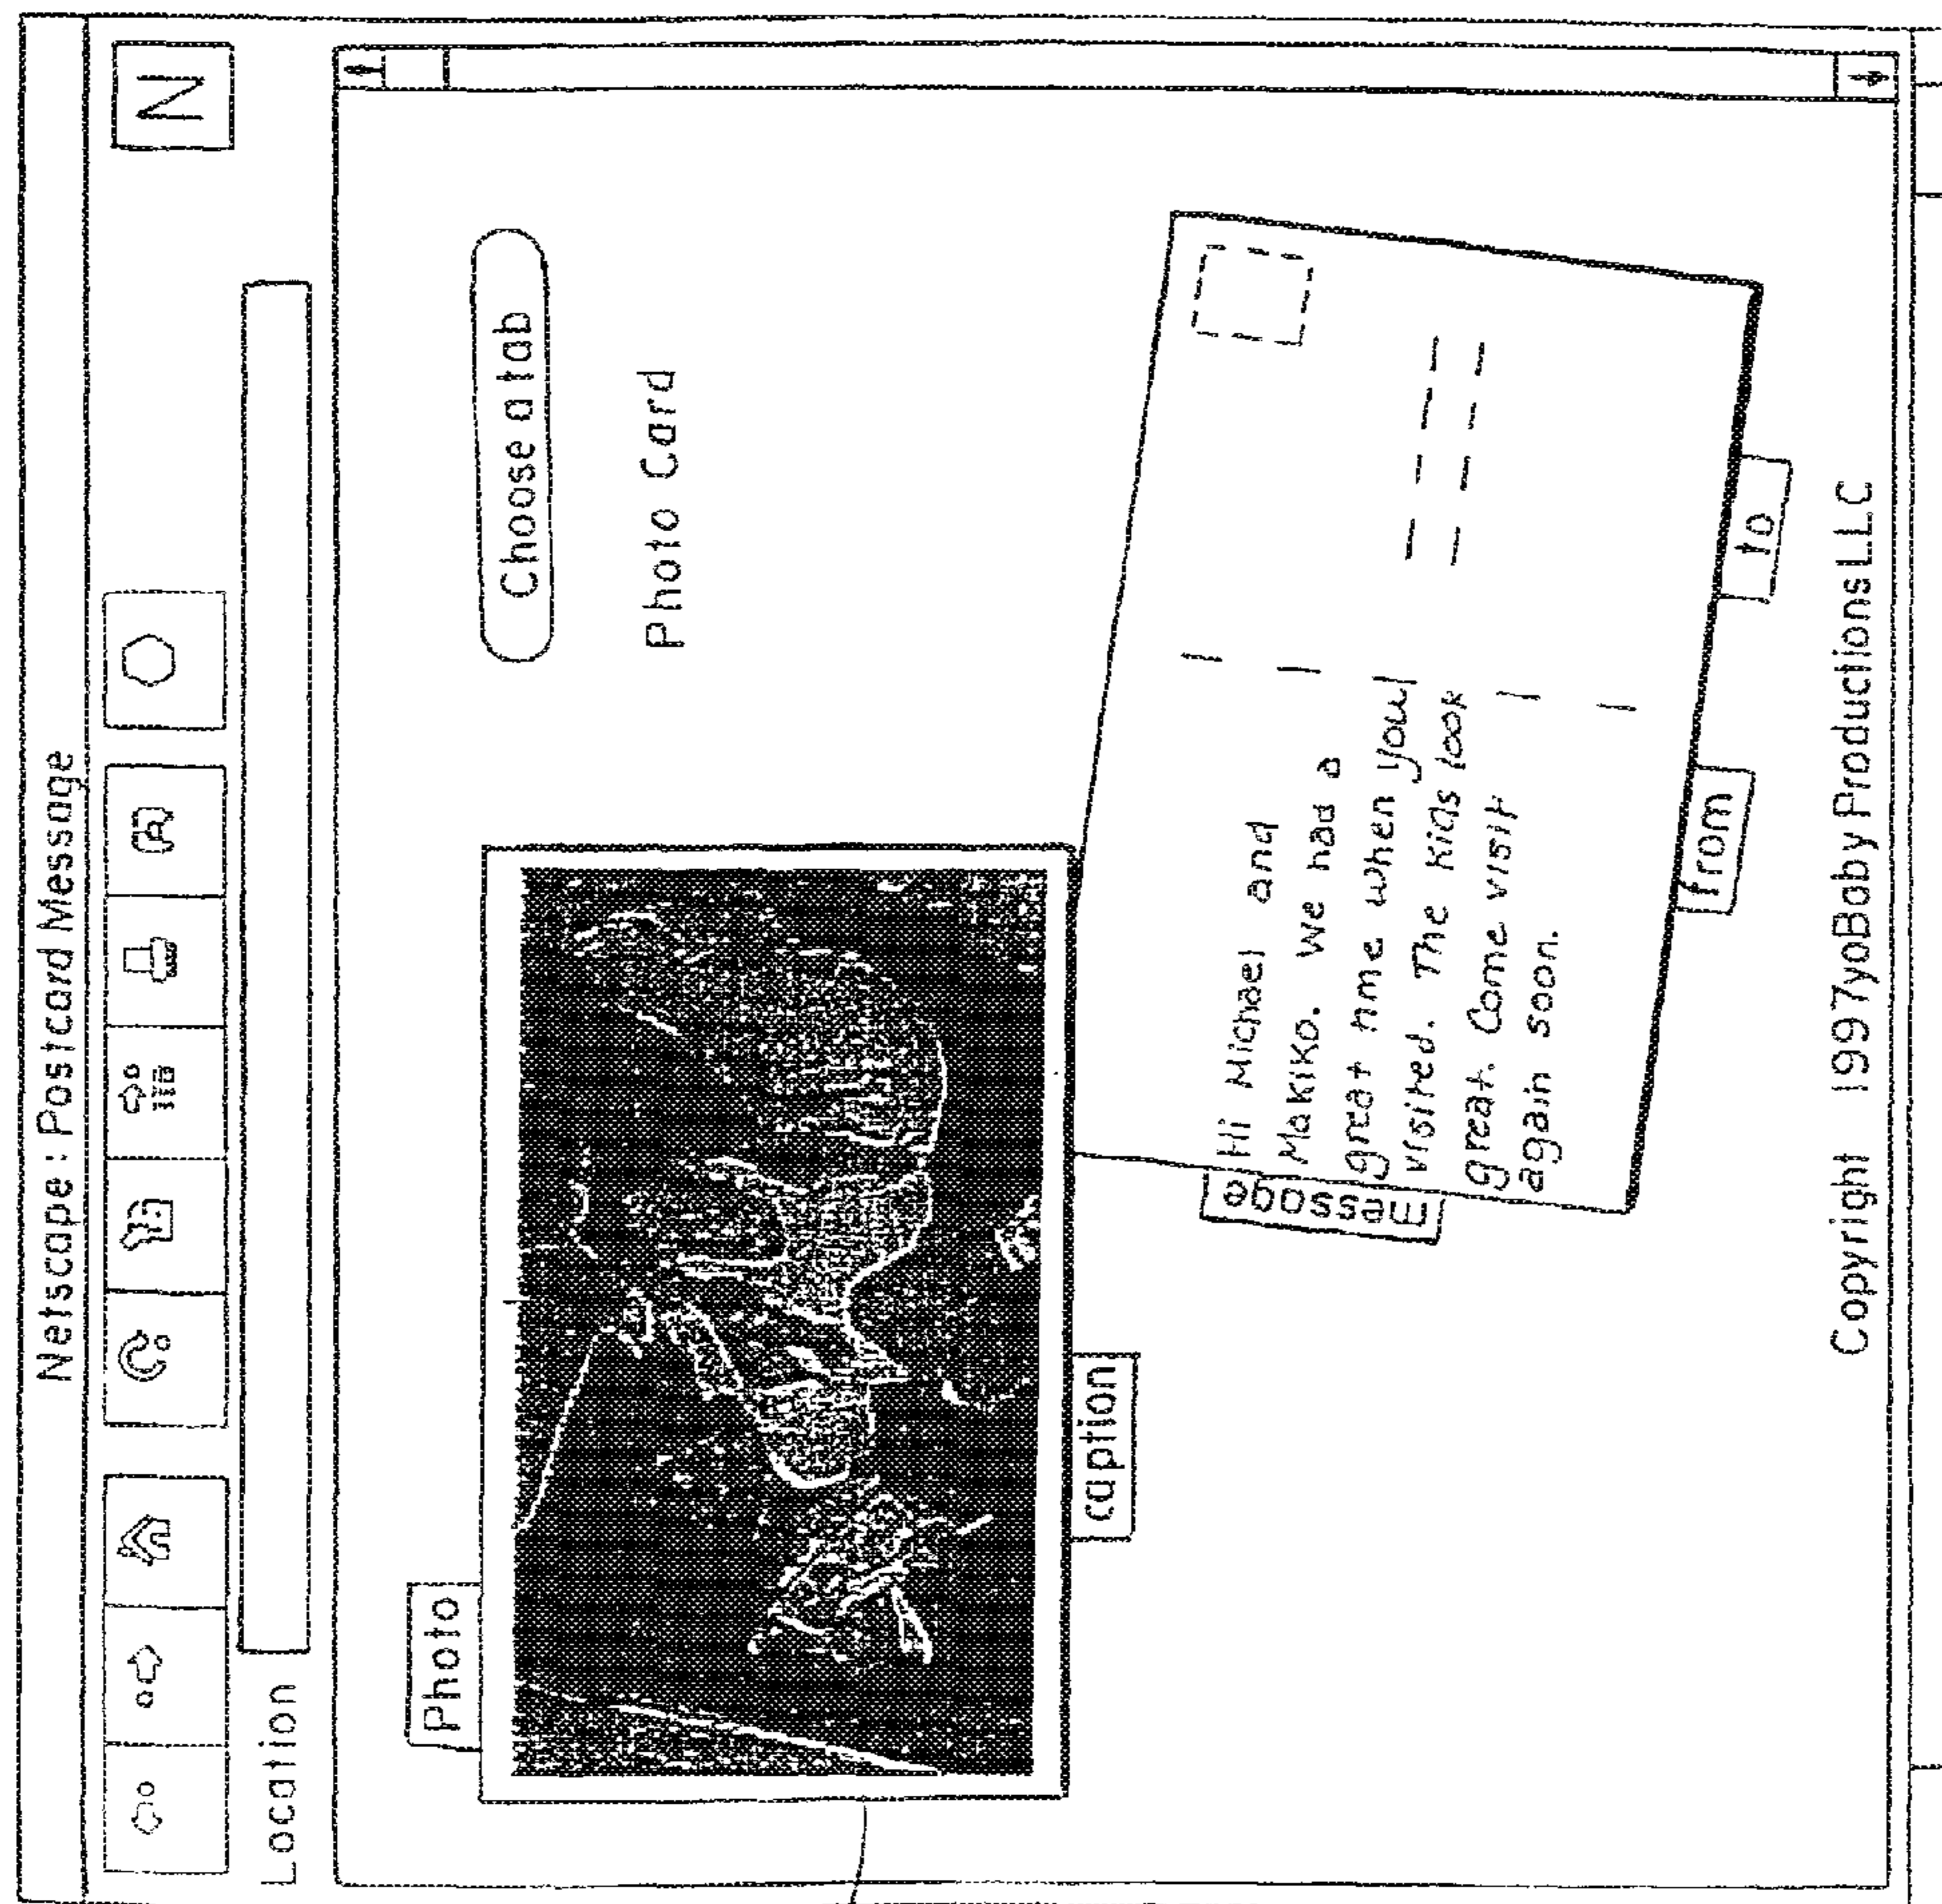 Netscape : Postcard Message
N
Location
Choose a tab
Photo Card
Photo
caption
Message
Hi Michael and
Makiko. We had a
great time when you
visited. The kids look
great. Come visit
again soon.
from
to
Copyright 1997yoBaby Productions LLC